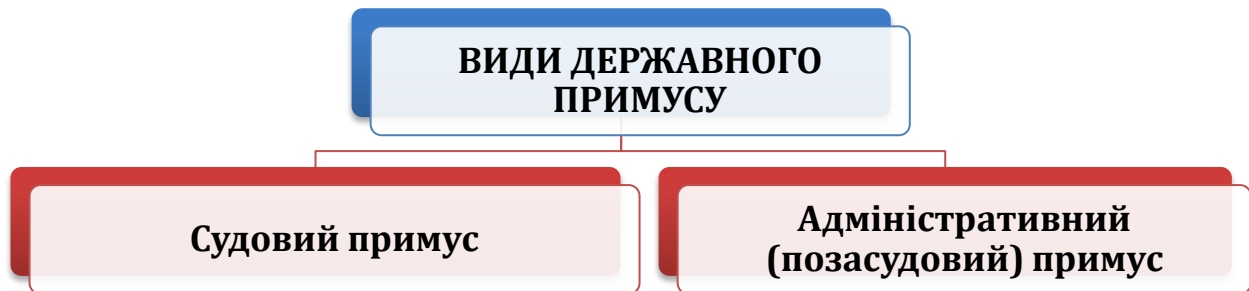 ВИДИ ДЕРЖАВНОГО
ПРИМУСУ
Судовий примус
Адміністративний
(позасудовий) примус